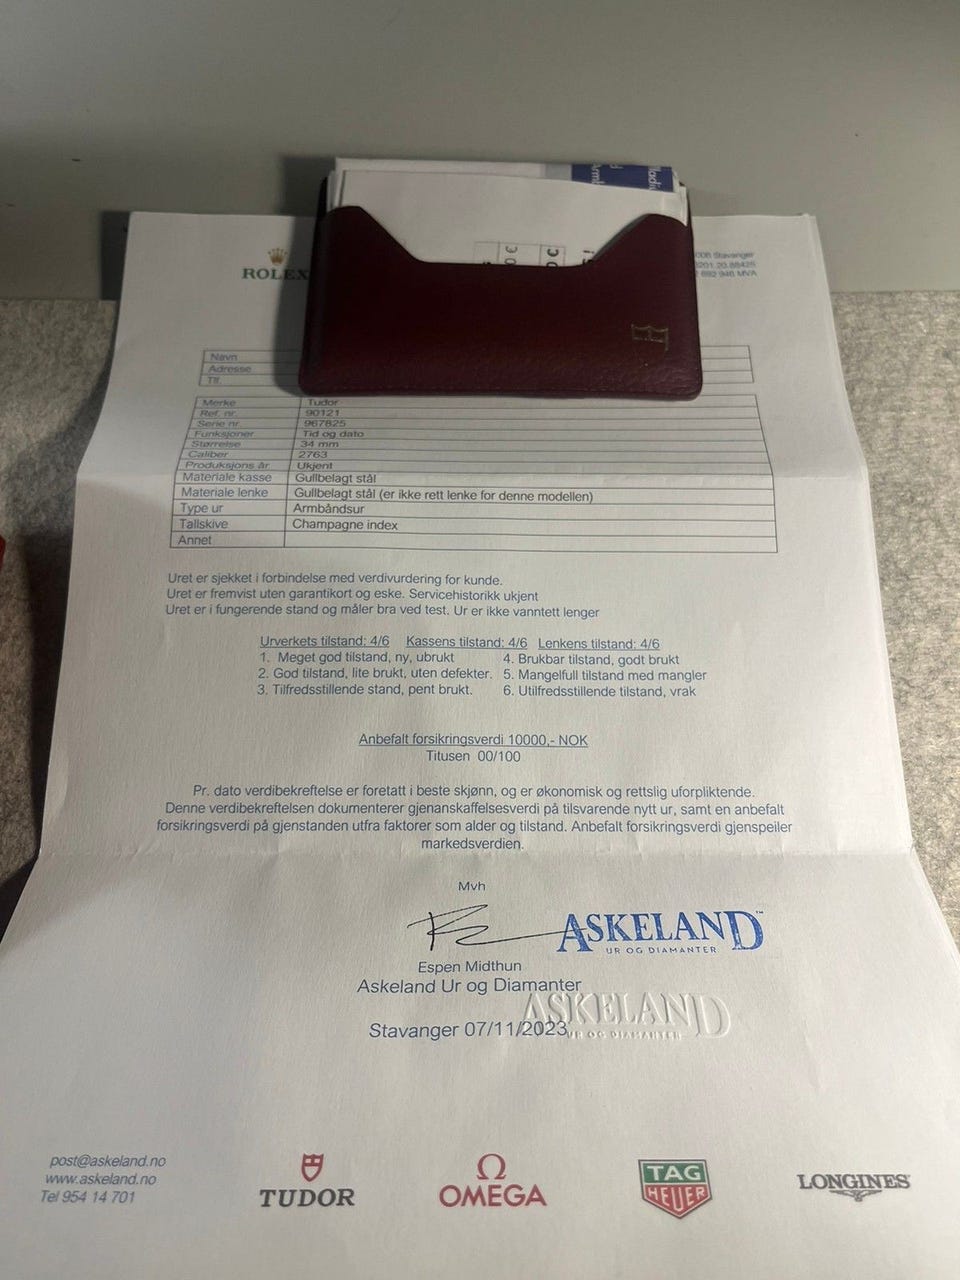 ROLEX
006 Stavanger
201.20.88425
892 946 MVA
Navn
Adresse
Tlf.
Merke Tudor
Ref. nr. 90121
Serie nr. 967825
Funksjoner Tid og dato
Størrelse 34 mm
Caliber 2763
Produksjons år Ukjent
Materiale kasse Gullbelagt stål
Materiale lenke Gullbelagt stål (er ikke rett lenke for denne modellen)
Type ur Armbåndsur
Tallskive Champagne index
Annet
Uret er sjekket i forbindelse med verdivurdering for kunde.
Uret er fremvist uten garantikort og eske. Servicehistorikk ukjent
Uret er i fungerende stand og måler bra ved test. Ur er ikke vanntett lenger
Urverkets tilstand: 4/6 Kassens tilstand: 4/6 Lenkens tilstand: 4/6
1. Meget god tilstand, ny, ubrukt 4. Brukbar tilstand, godt brukt
2. God tilstand, lite brukt, uten defekter. 5. Mangelfull tilstand med mangler
3. Tilfredsstillende stand, pent brukt. 6. Utilfredsstillende tilstand, vrak
Anbefalt forsikringsverdi 10000,- NOK
Titusen 00/100
Pr. dato verdibekreftelse er foretatt i beste skjønn, og er økonomisk og rettslig uforpliktende.
Denne verdibekreftelsen dokumenterer gjenanskaffelsesverdi på tilsvarende nytt ur, samt en anbefalt
forsikringsverdi på gjenstanden utfra faktorer som alder og tilstand. Anbefalt forsikringsverdi gjenspeiler
markedsverdien.
Mvh
ASKELAND™
UR OG DIAMANTER
Espen Midthun
Askeland Ur og Diamanter
ASKELAND
UR OG DIAMANTER
Stavanger 07/11/2023
post@askeland.no
www.askeland.no
Tel 954 14 701
TUDOR
OMEGA
TAG
HEUER
LONGINES